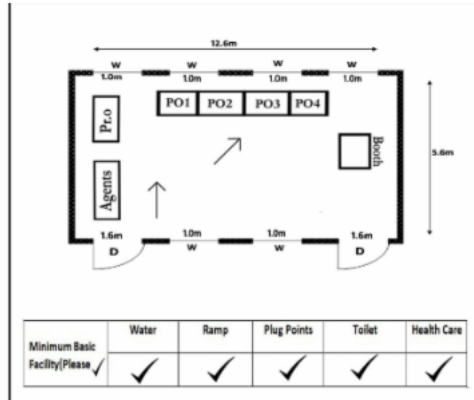 12.6m
W W W W
1.0m 1.0m 1.0m 1.0m
PO1 PO2 PO3 PO4
Pr.o
Booth
5.6m
Agents
1.6m 1.0m 1.0m 1.6m
D W W D
Water Ramp Plug Points Toilet Health Care
Minimum Basic
Facility(Please ✓ ✓ ✓ ✓ ✓ ✓